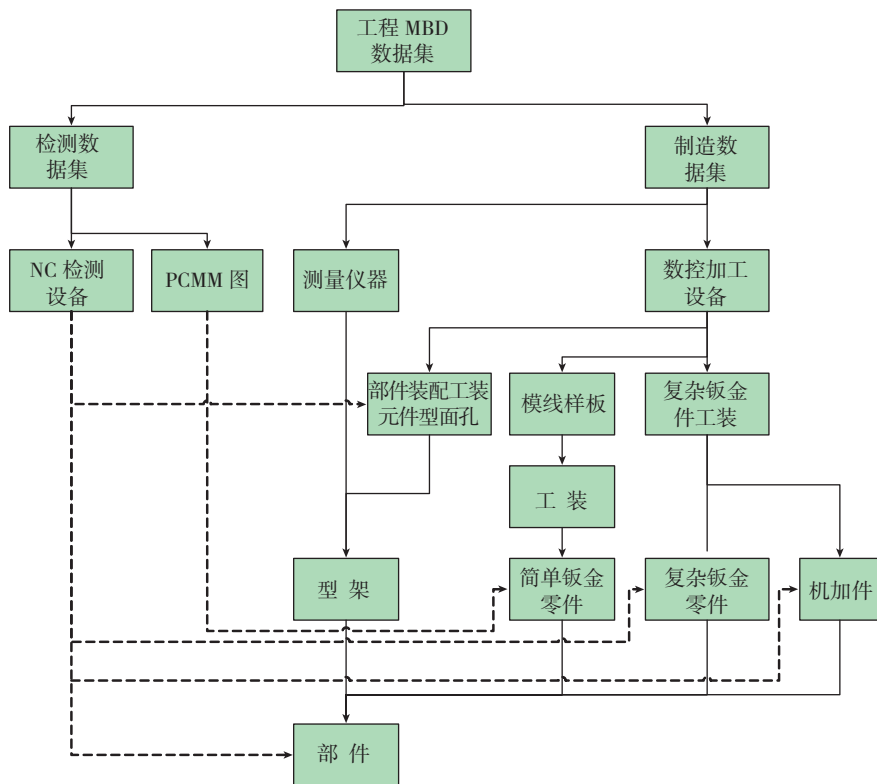 工程 MBD
数据集
检测数
据集
制造数
据集
NC 检测
设备
PCMM 图
测量仪器
数控加工
设备
部件装配工装
元件型面孔
模线样板
复杂钣金
件工装
工 装
型 架
简单钣金
零件
复杂钣金
零件
机加件
部 件